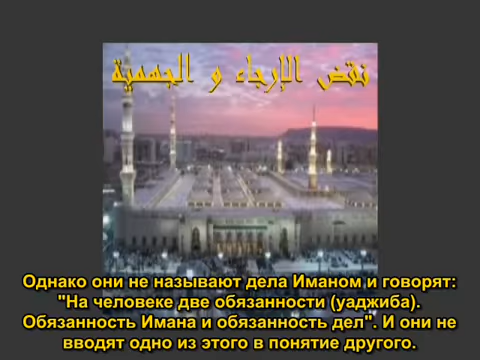 نقض الإرجاء و الجهمية
Однако они не называют дела Иманом и говорят:
"На человеке две обязанности (уаджиба).
Обязанность Имана и обязанность дел". И они не
вводят одно из этого в понятие другого.